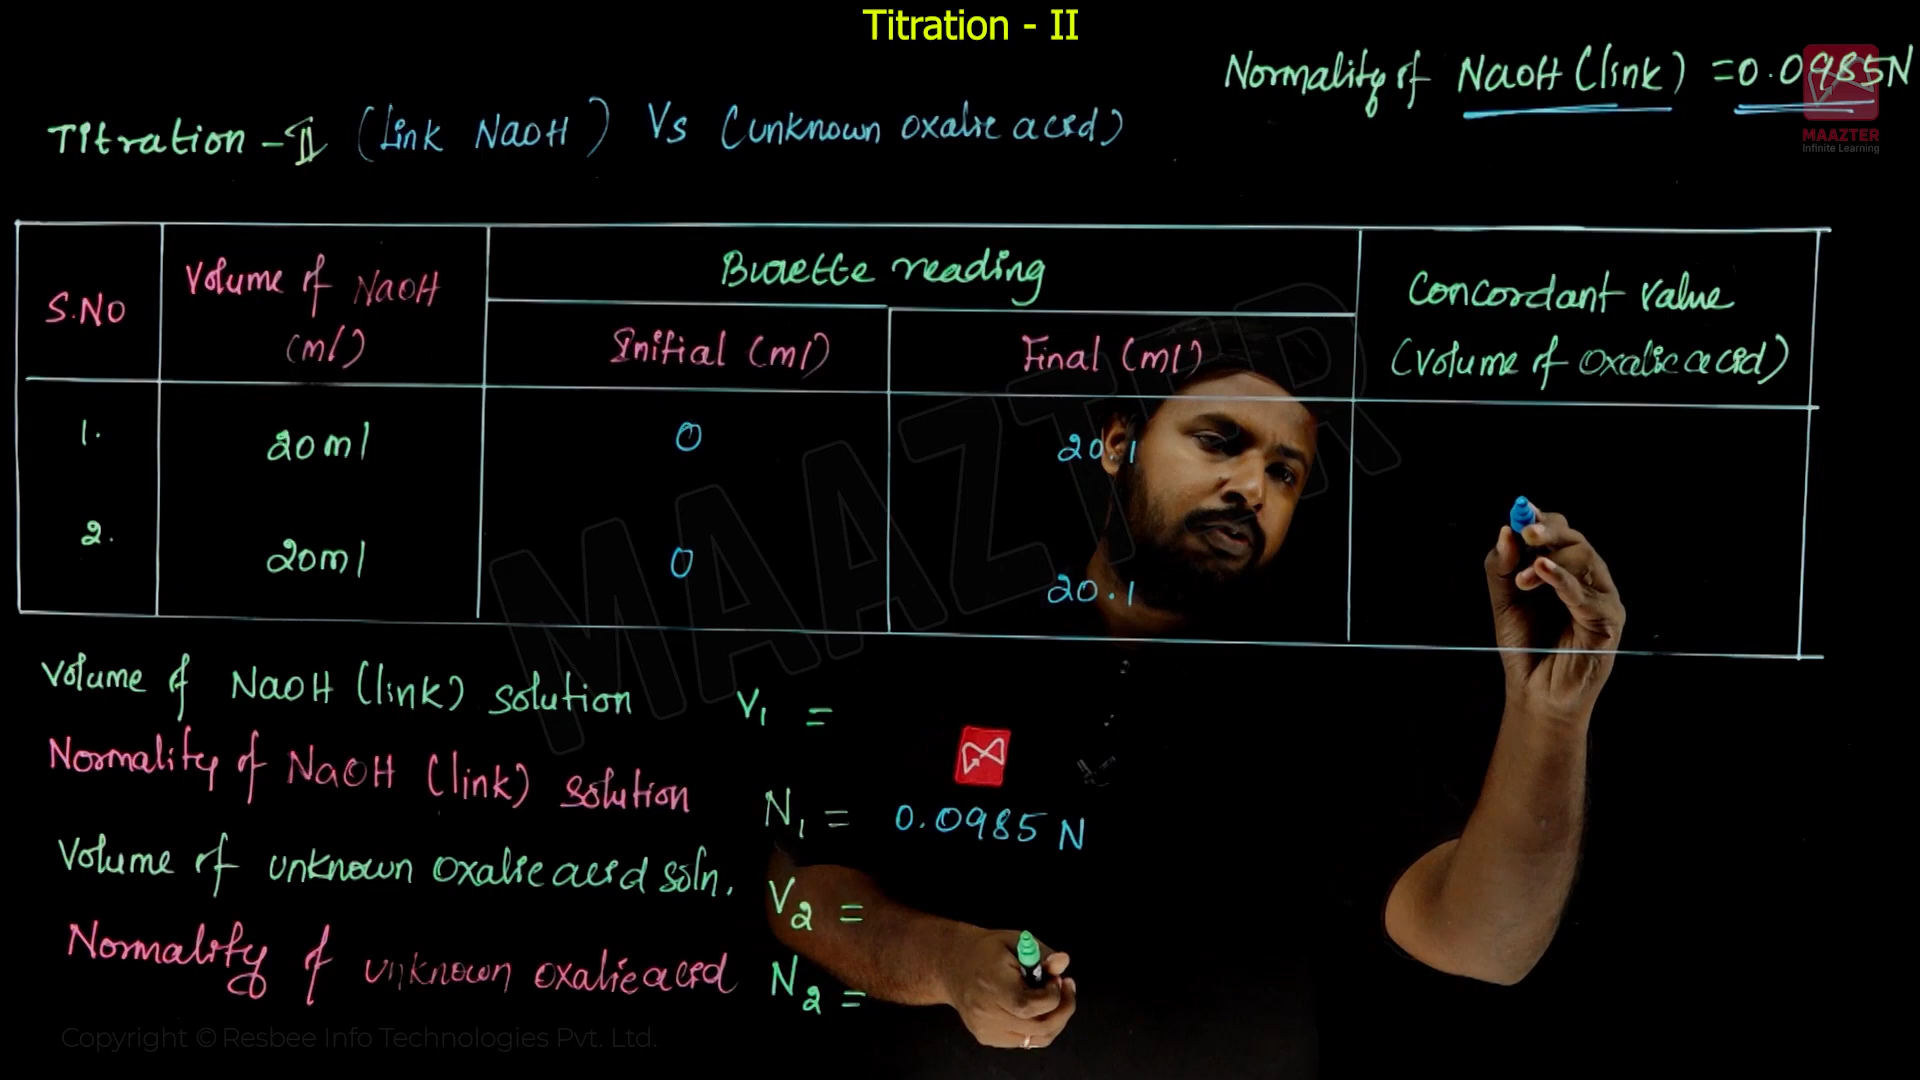 Titration - II
Normality of NaOH (link) = 0.0985N
MAAZTER
Infinite Learning
Titration - II (Link NaOH) Vs (unknown oxalic acid)
S.NO
Volume of NaOH
(ml)
Burette reading
Initial (ml)
Final (ml)
Concordant value
(volume of oxalic acid)
1.
20ml
0
20.1
2.
20ml
0
20.1
MAAZTER
Volume of NaOH (link) solution V1 =
Normality of NaOH (link) solution N1 = 0.0985 N
Volume of unknown oxalic acid soln. V2 =
Normality of unknown oxalic acid N2 =
Copyright © Resbee Info Technologies Pvt. Ltd.